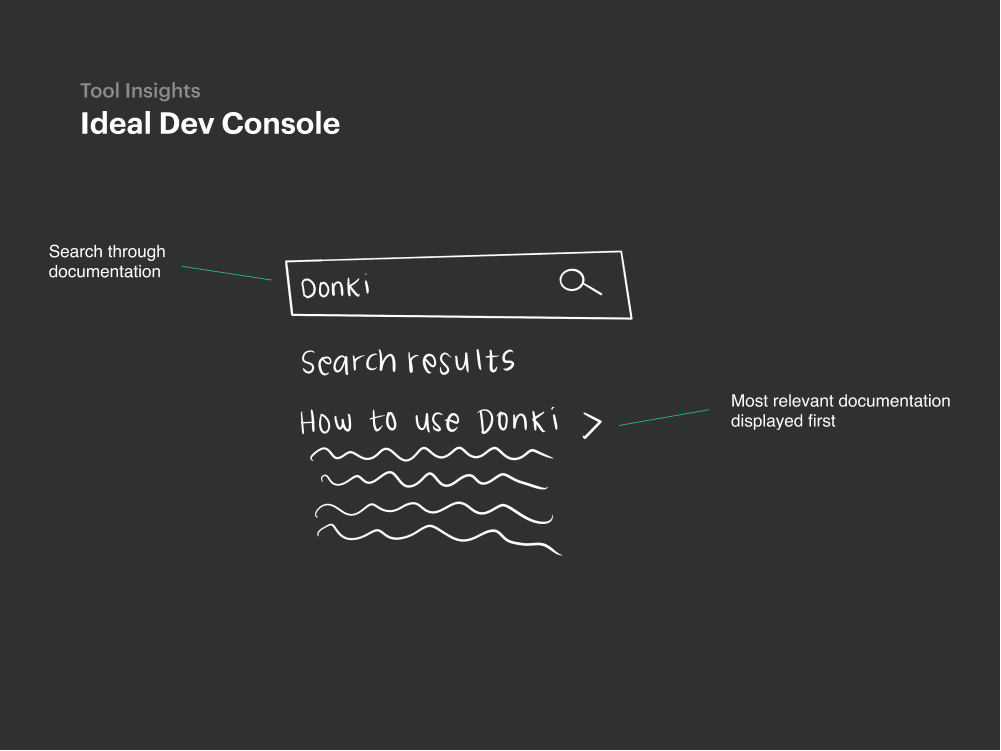 Tool Insights
Ideal Dev Console
Search through
documentation
Donki
Search results
How to use Donki >
Most relevant documentation
displayed first